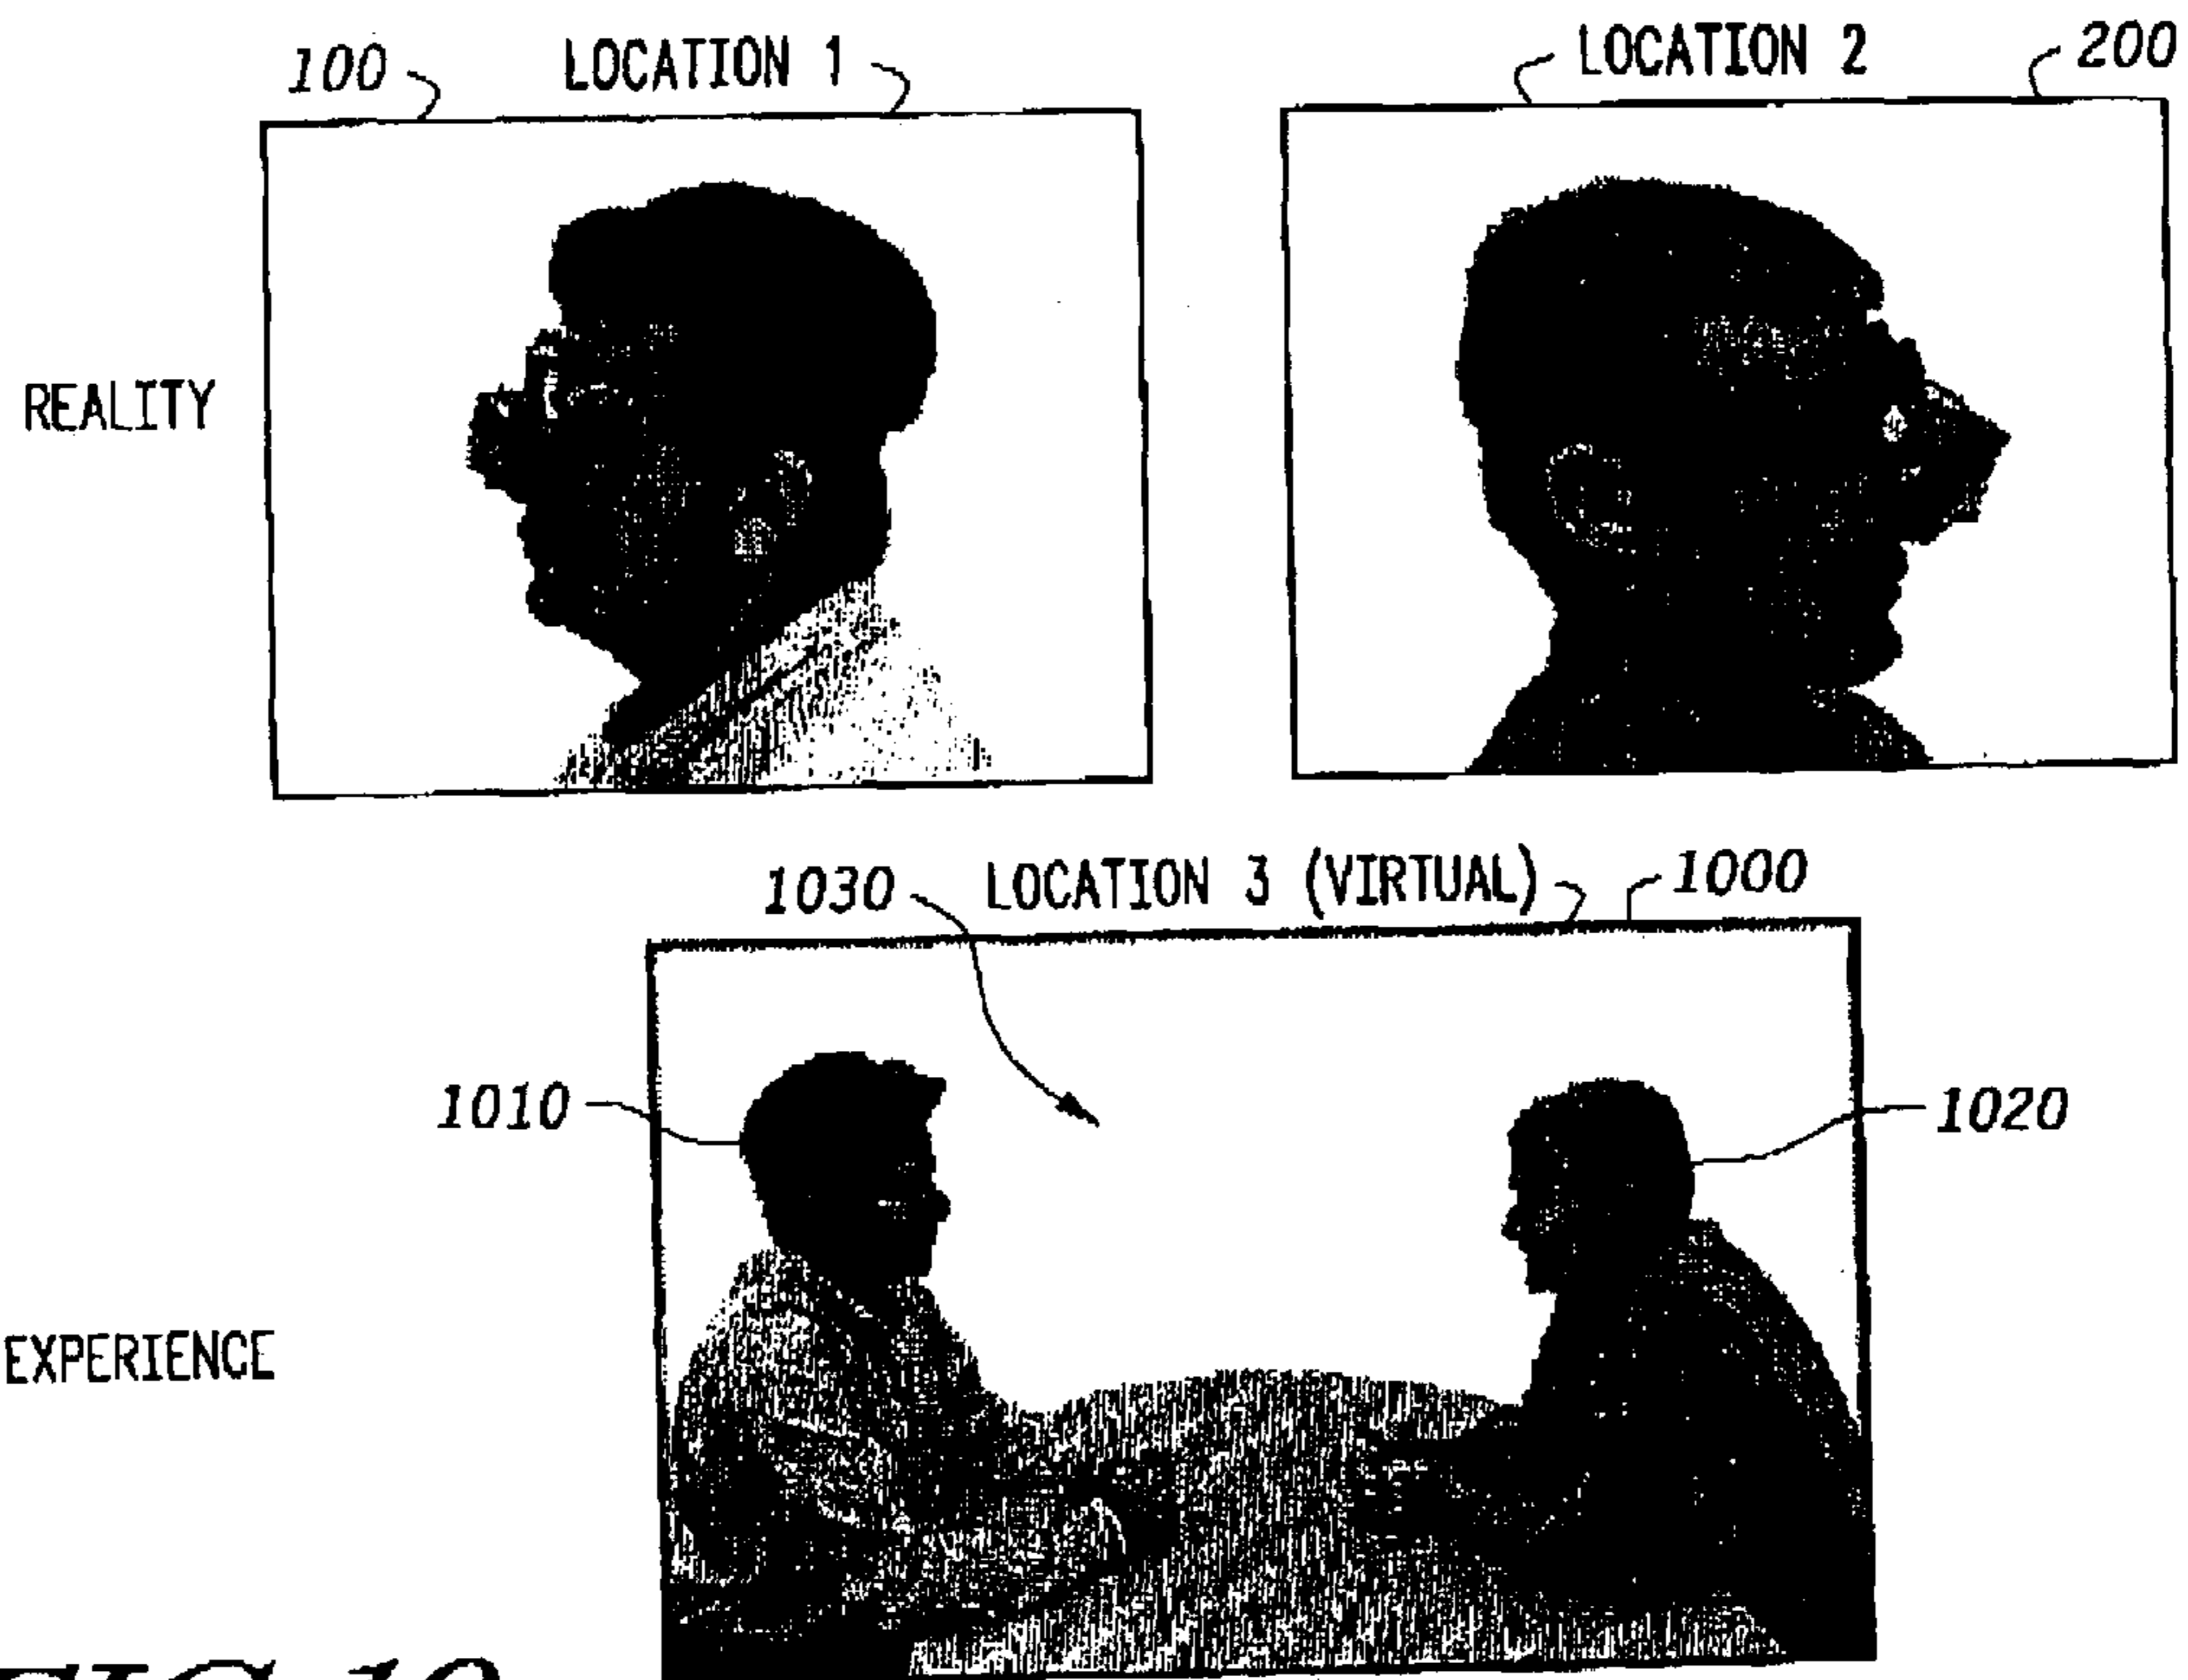 100
LOCATION 1
LOCATION 2
200
REALITY
1030
LOCATION 3 (VIRTUAL)
1000
1010
1020
EXPERIENCE